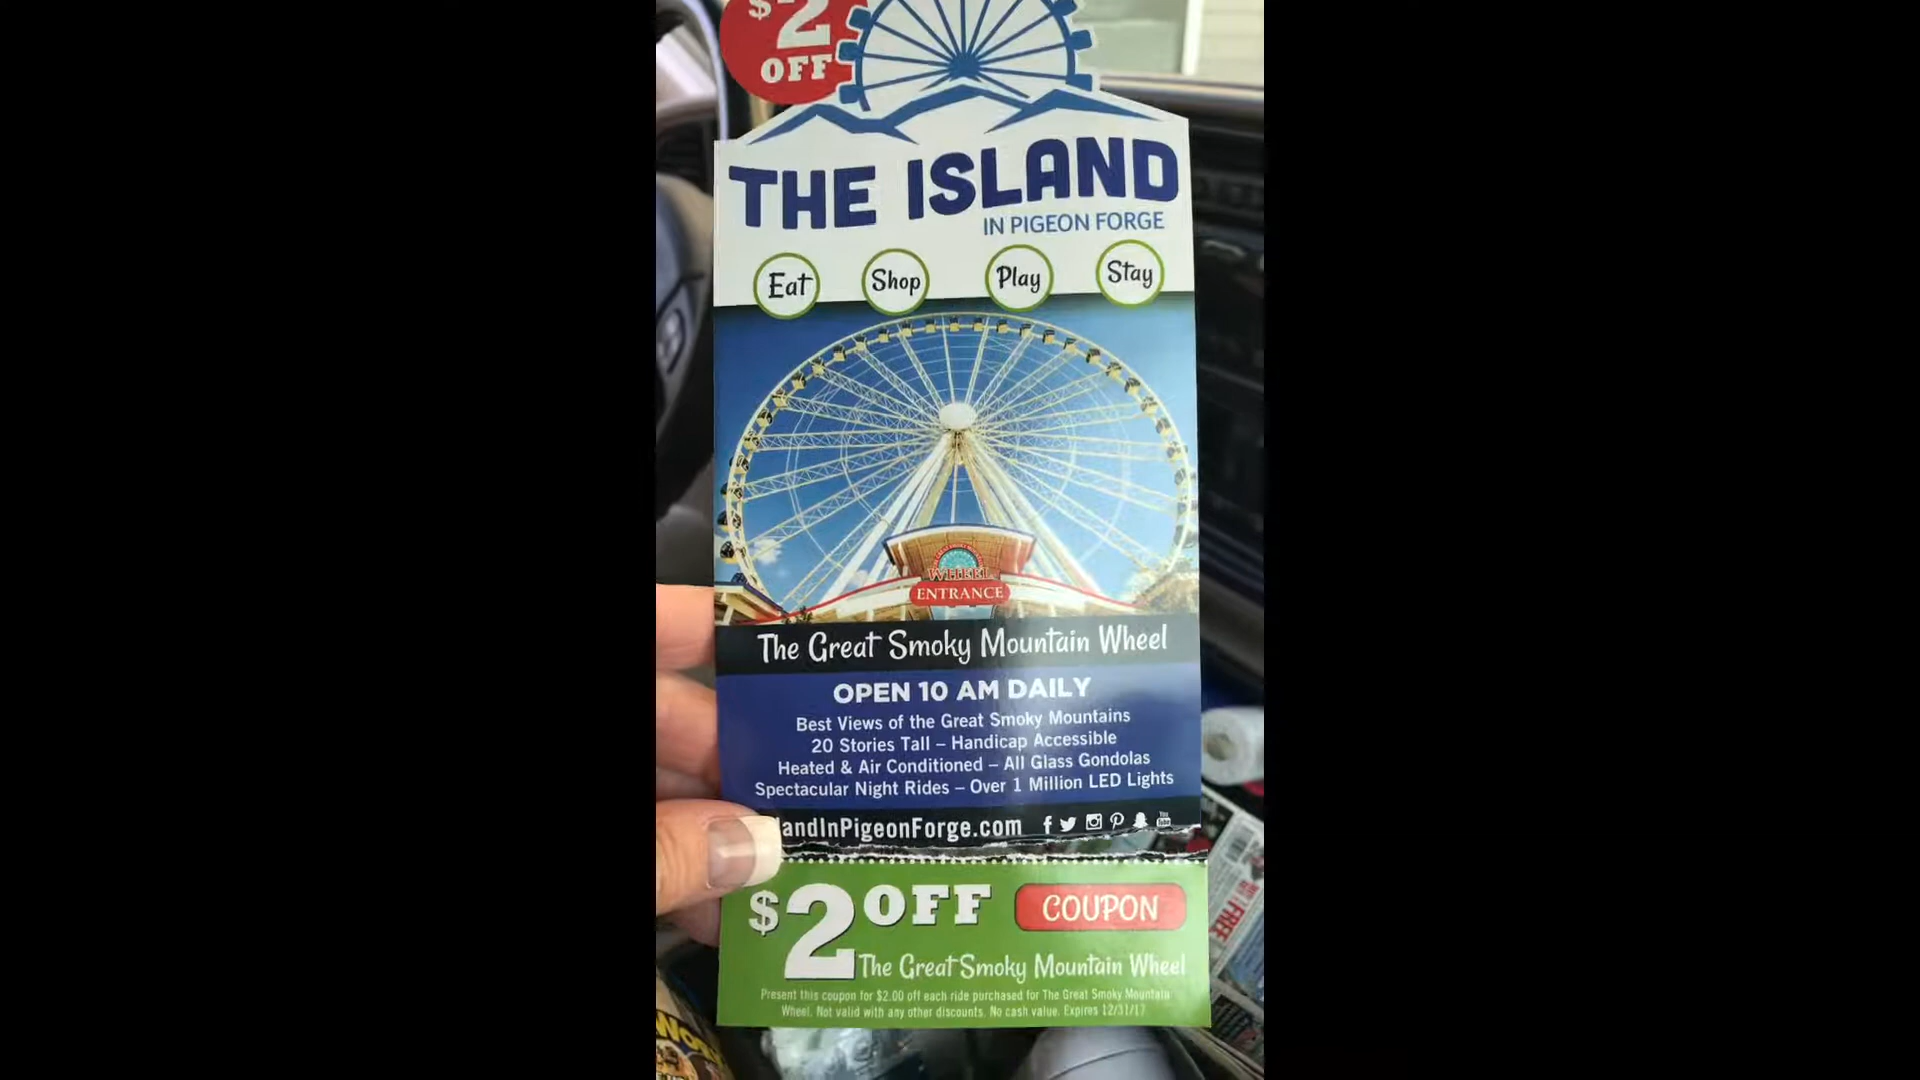 $2
OFF
THE ISLAND
IN PIGEON FORGE
Eat Shop Play Stay
WHEEL
ENTRANCE
The Great Smoky Mountain Wheel
OPEN 10 AM DAILY
Best Views of the Great Smoky Mountains
20 Stories Tall – Handicap Accessible
Heated & Air Conditioned – All Glass Gondolas
Spectacular Night Rides – Over 1 Million LED Lights
landInPigeonForge.com
$2 OFF COUPON
The Great Smoky Mountain Wheel
Present this coupon for $2.00 off each ride purchased for The Great Smoky Mountain
Wheel. Not valid with any other discounts. No cash value. Expires 12/31/17
FREE